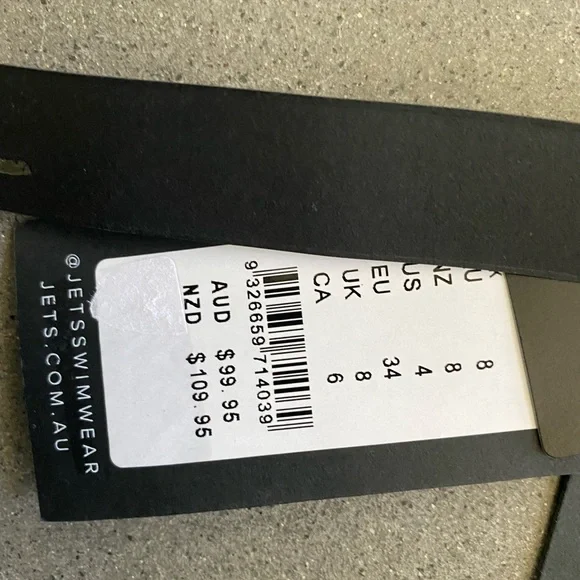 U 8
NZ 8
US 4
EU 34
UK 8
CA 6
9 326659 714039
AUD $99.95
NZD $109.95
@JETSSWIMWEAR
JETS.COM.AU